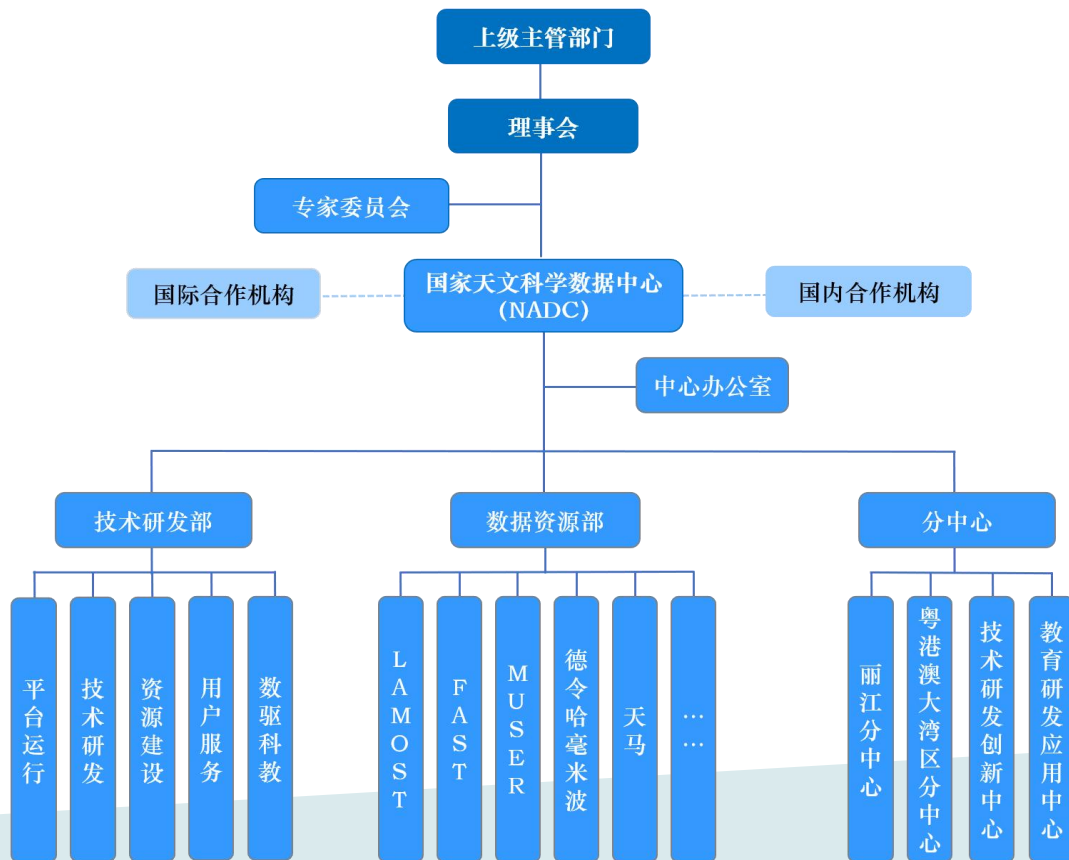 上级主管部门
理事会
专家委员会
国际合作机构
国家天文科学数据中心
(NADC)
国内合作机构
中心办公室
技术研发部
数据资源部
分中心
平台运行
技术研发
资源建设
用户服务
数驱科教
LAMOST
FAST
MUSER
德令哈毫米波
天马
……
丽江分中心
粤港澳大湾区分中心
技术研发创新中心
教育研发应用中心